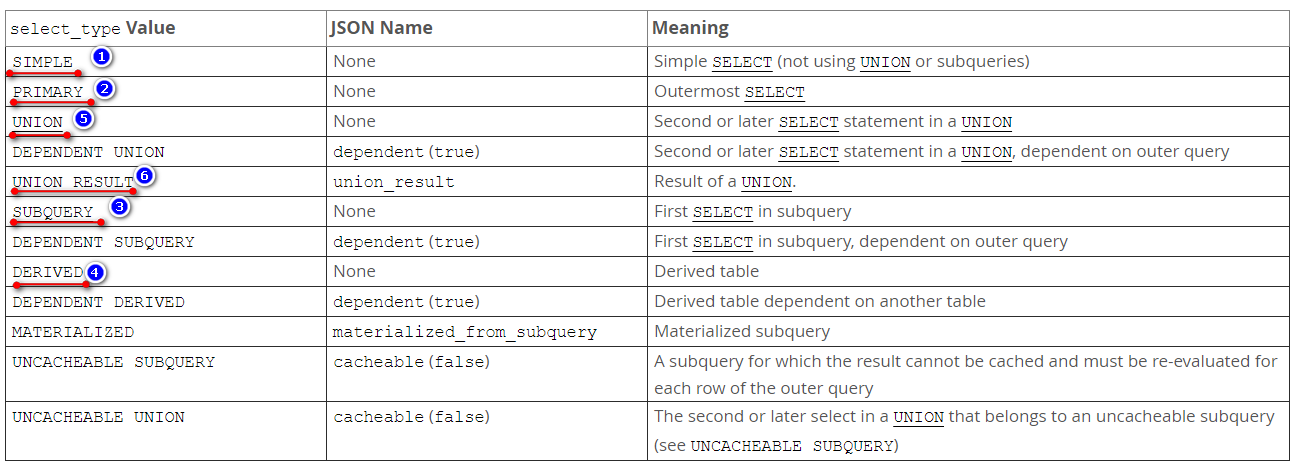 select_type Value JSON Name Meaning
SIMPLE 1 None Simple SELECT (not using UNION or subqueries)
PRIMARY 2 None Outermost SELECT
UNION 5 None Second or later SELECT statement in a UNION
DEPENDENT UNION dependent (true) Second or later SELECT statement in a UNION, dependent on outer query
UNION RESULT 6 union_result Result of a UNION.
SUBQUERY 3 None First SELECT in subquery
DEPENDENT SUBQUERY dependent (true) First SELECT in subquery, dependent on outer query
DERIVED 4 None Derived table
DEPENDENT DERIVED dependent (true) Derived table dependent on another table
MATERIALIZED materialized_from_subquery Materialized subquery
UNCACHEABLE SUBQUERY cacheable (false) A subquery for which the result cannot be cached and must be re-evaluated for
each row of the outer query
UNCACHEABLE UNION cacheable (false) The second or later select in a UNION that belongs to an uncacheable subquery
(see UNCACHEABLE SUBQUERY)